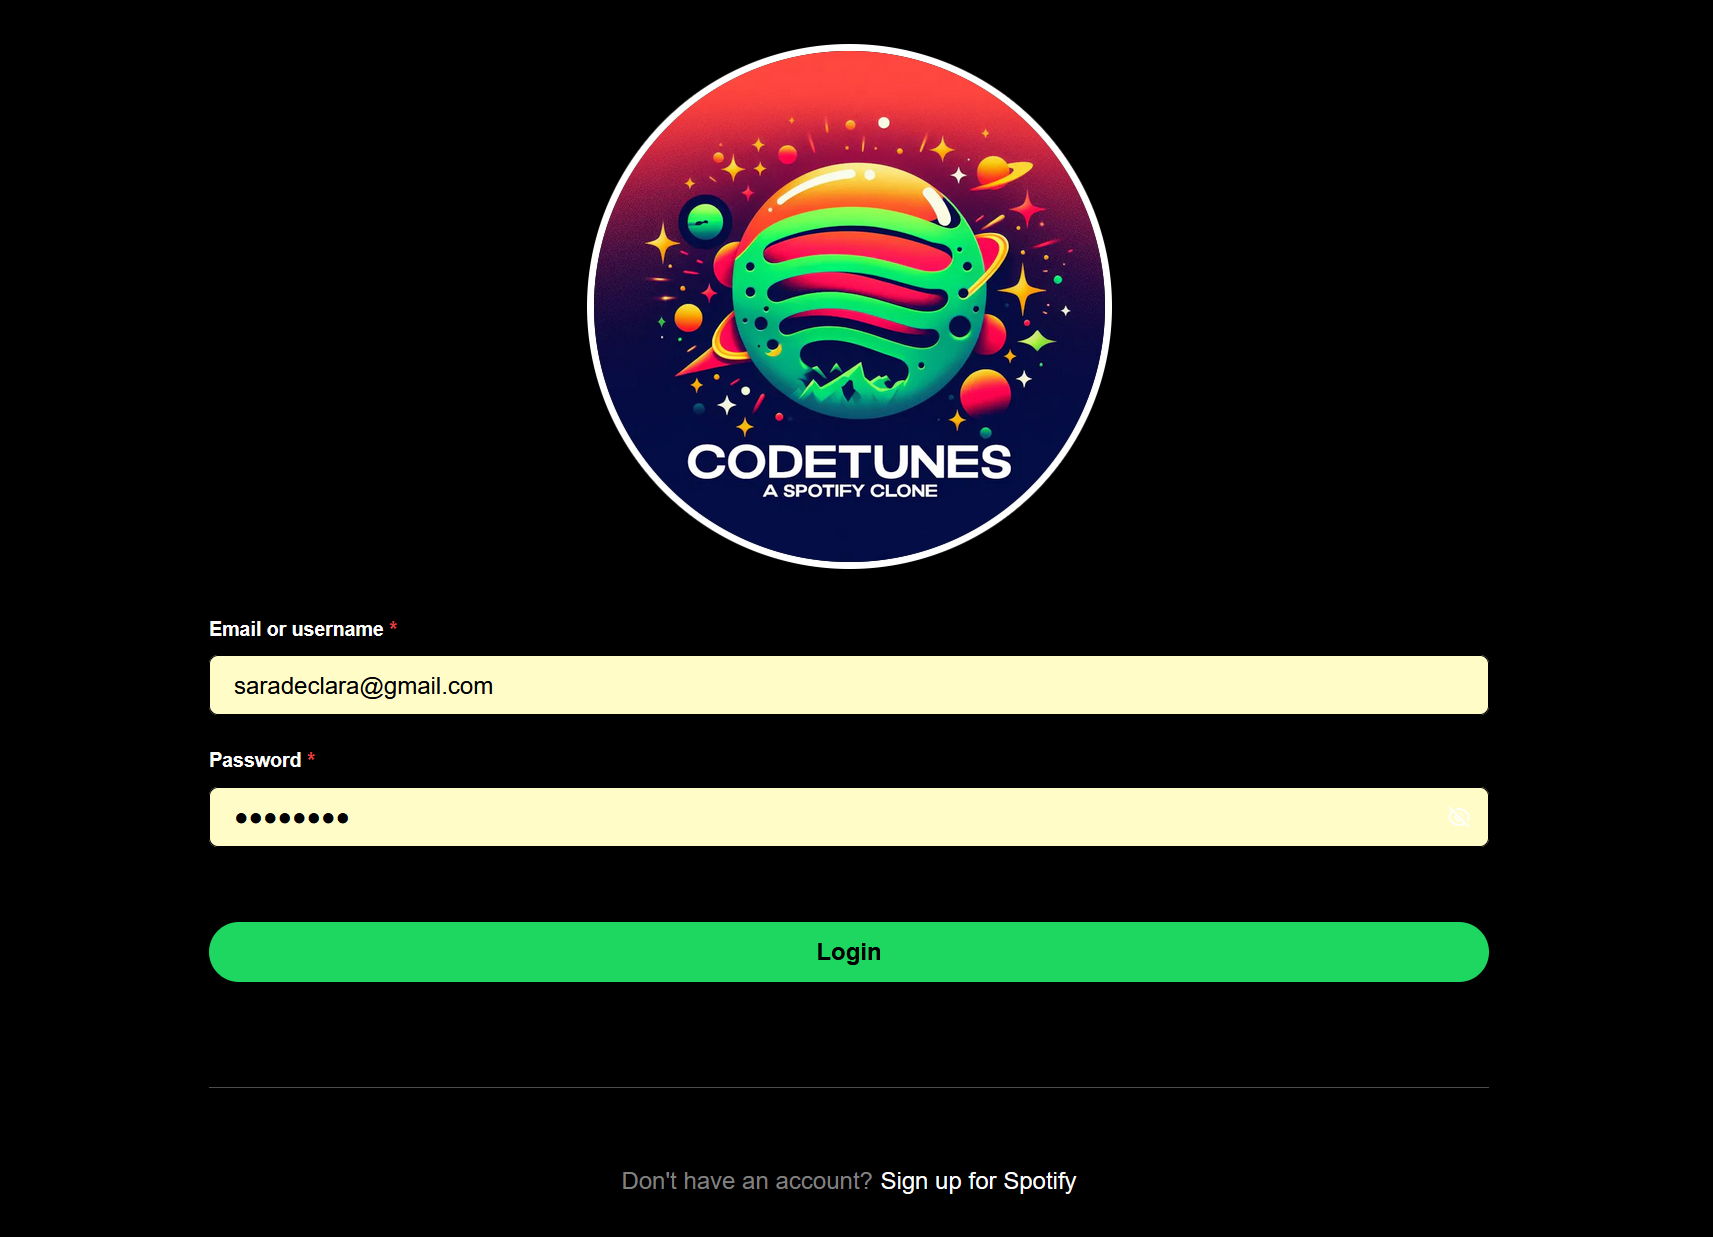 CODETUNES
A SPOTIFY CLONE
Email or username *
saradeclara@gmail.com
Password *
●●●●●●●●
Login
Don't have an account? Sign up for Spotify